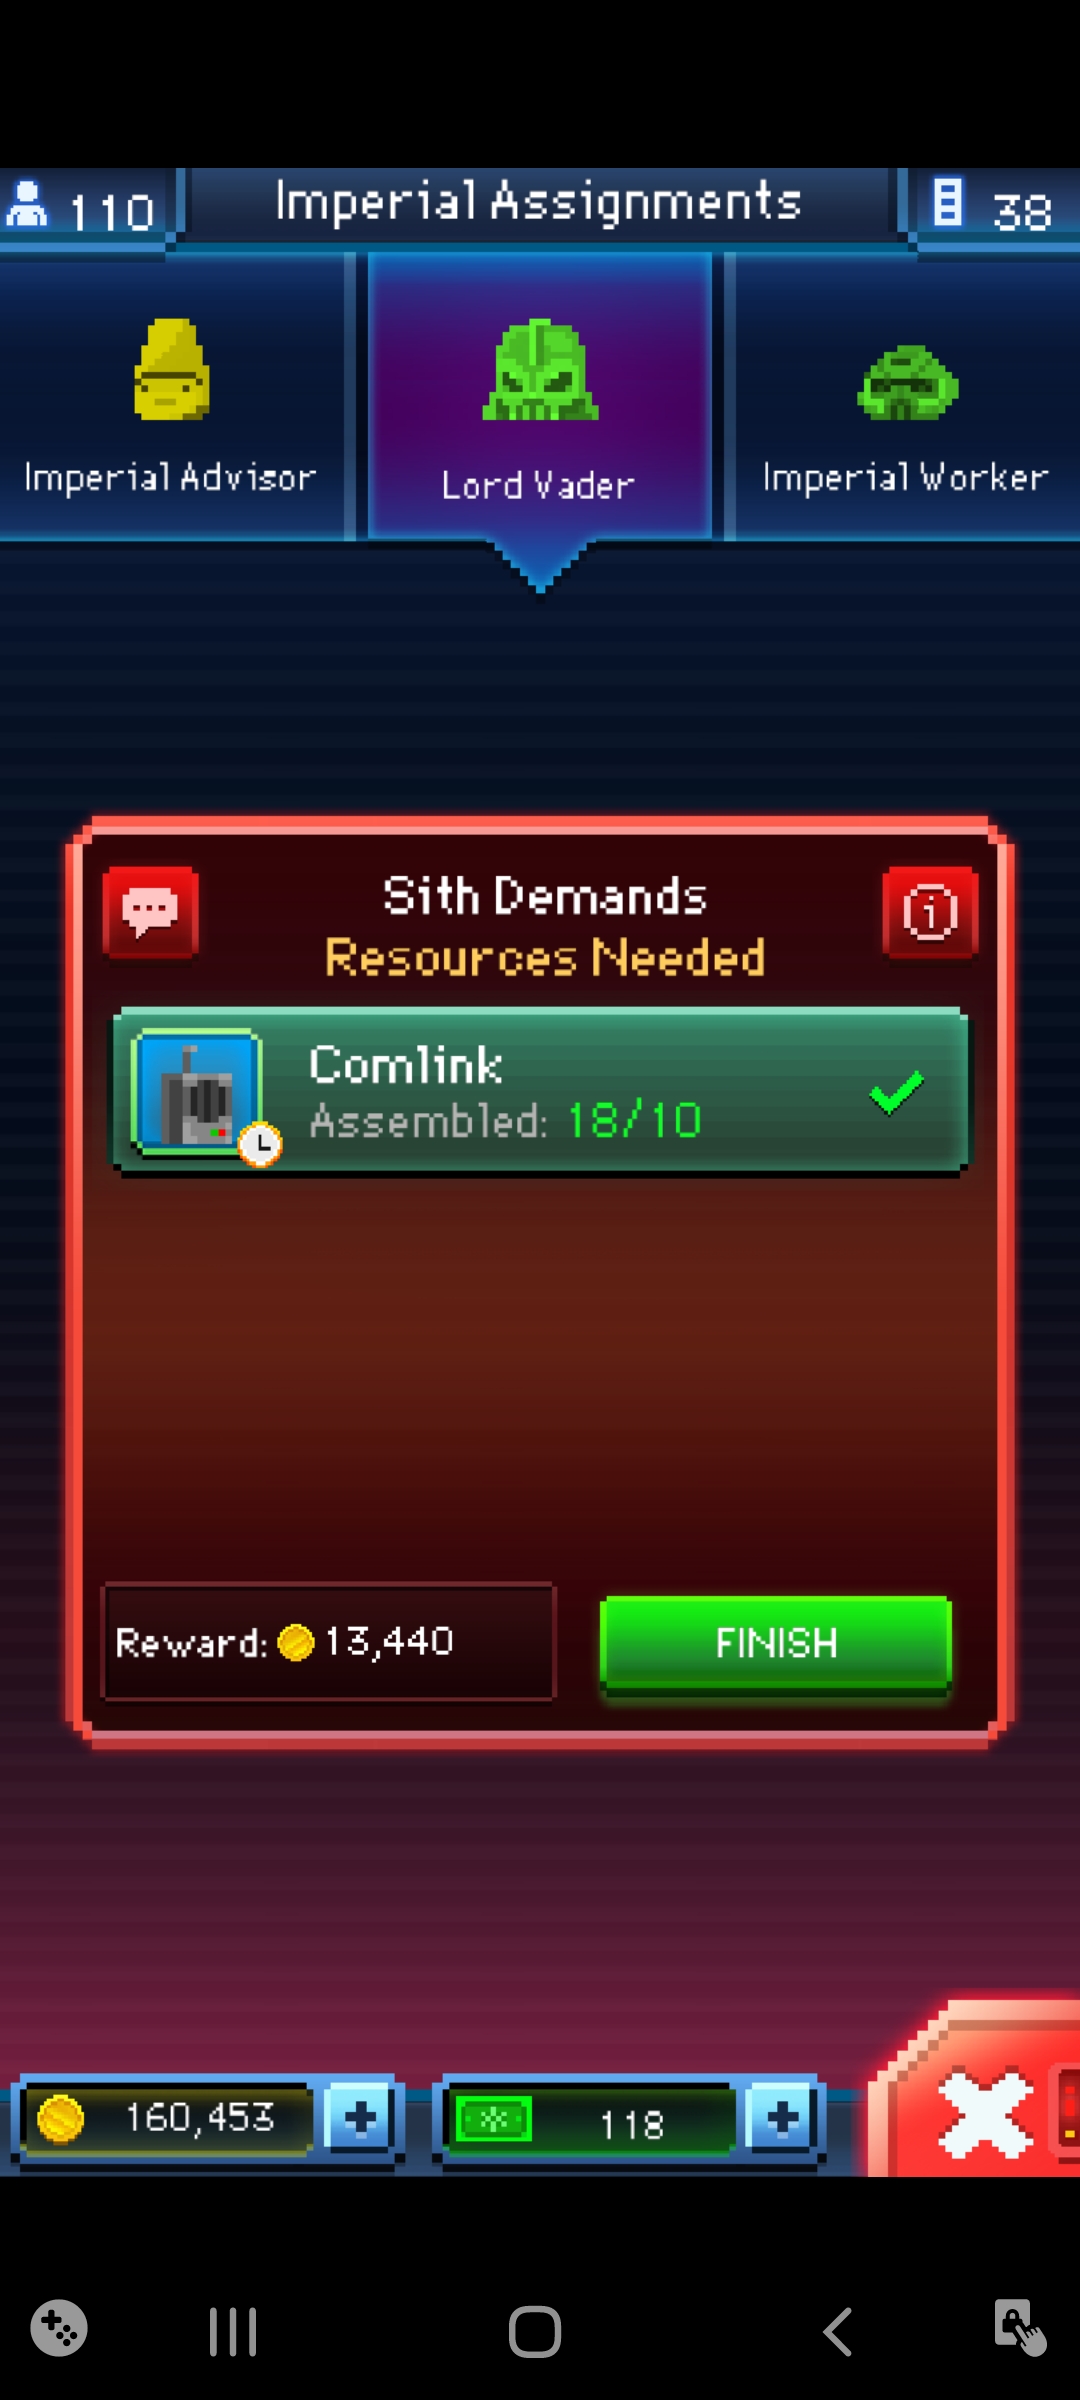 110
Imperial Assignments
38
Imperial Advisor
Lord Vader
Imperial Worker
Sith Demands
Resources Needed
Comlink
Assembled: 18/10
Reward: 13,440
FINISH
160,453
118